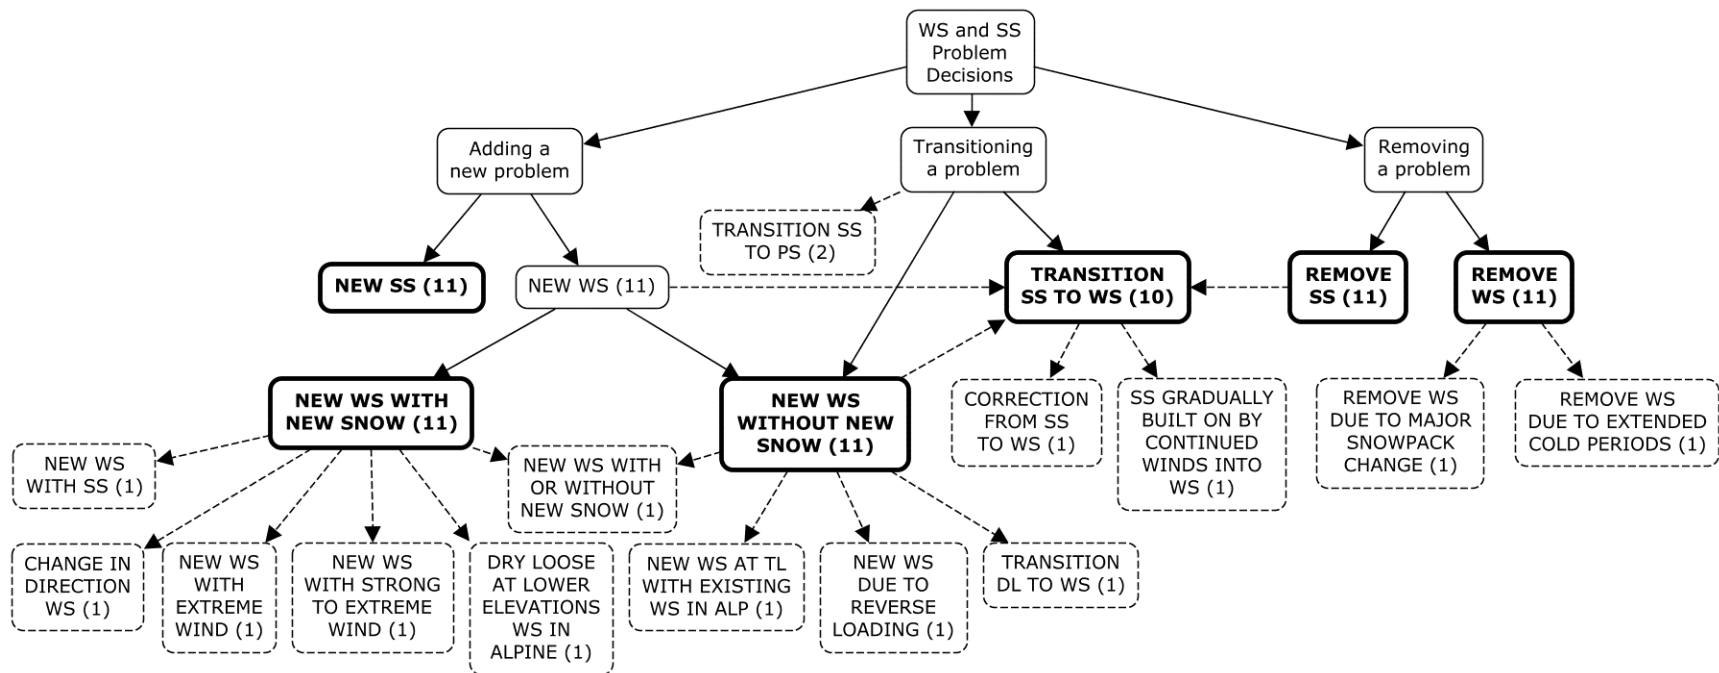 WS and SS
Problem
Decisions
Adding a
new problem
Transitioning
a problem
Removing
a problem
TRANSITION SS
TO PS (2)
NEW SS (11)
NEW WS (11)
TRANSITION
SS TO WS (10)
REMOVE
SS (11)
REMOVE
WS (11)
NEW WS WITH
NEW SNOW (11)
NEW WS
WITHOUT NEW
SNOW (11)
CORRECTION
FROM SS
TO WS (1)
SS GRADUALLY
BUILT ON BY
CONTINUED
WINDS INTO
WS (1)
REMOVE WS
DUE TO MAJOR
SNOWPACK
CHANGE (1)
REMOVE WS
DUE TO EXTENDED
COLD PERIODS (1)
NEW WS
WITH SS (1)
NEW WS WITH
OR WITHOUT
NEW SNOW (1)
CHANGE IN
DIRECTION
WS (1)
NEW WS
WITH
EXTREME
WIND (1)
NEW WS
WITH STRONG
TO EXTREME
WIND (1)
DRY LOOSE
AT LOWER
ELEVATIONS
WS IN
ALPINE (1)
NEW WS AT TL
WITH EXISTING
WS IN ALP (1)
NEW WS
DUE TO
REVERSE
LOADING (1)
TRANSITION
DL TO WS (1)